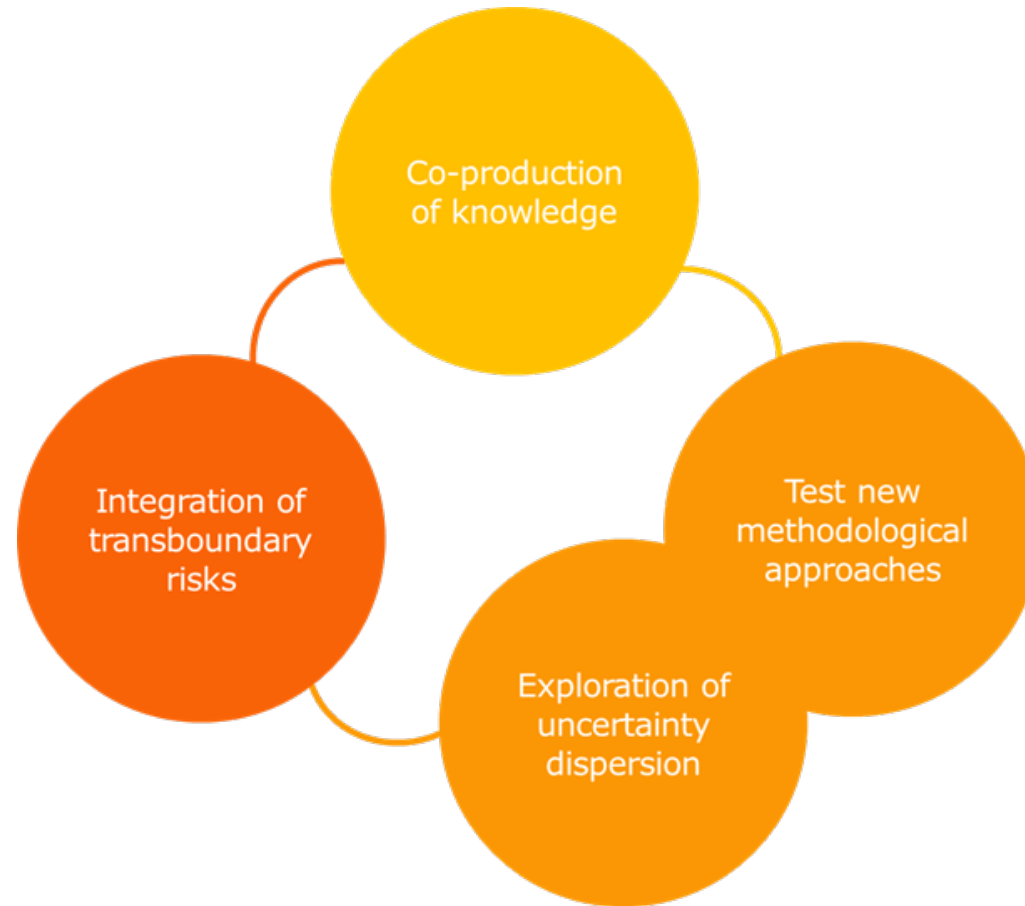 Co-production
of knowledge
Integration of
transboundary
risks
Test new
methodological
approaches
Exploration of
uncertainty
dispersion